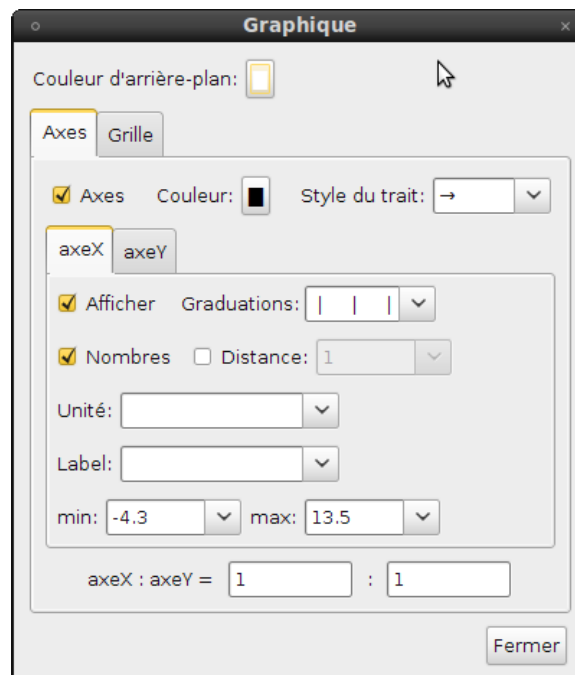 Graphique
Couleur d'arrière-plan:
Axes Grille
Axes Couleur: Style du trait: →
axeX axeY
Afficher Graduations: | | |
Nombres Distance: 1
Unité:
Label:
min: -4.3 max: 13.5
axeX : axeY = 1 : 1
Fermer